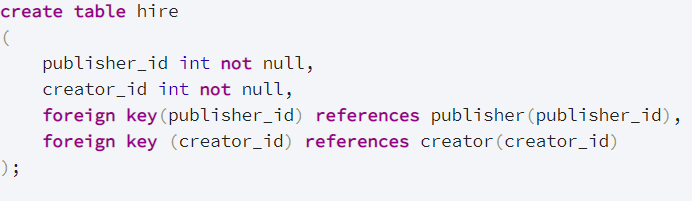 create table hire
(
    publisher_id int not null,
    creator_id int not null,
    foreign key(publisher_id) references publisher(publisher_id),
    foreign key (creator_id) references creator(creator_id)
);